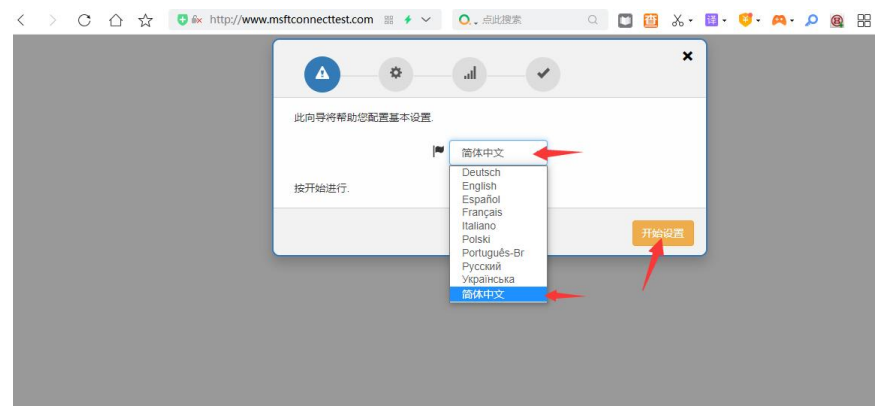 http://www.msftconnecttest.com
点此搜索
此向导将帮助您配置基本设置.
简体中文
Deutsch
English
Español
Français
Italiano
Polski
Português-Br
Русский
Українська
简体中文
按开始进行.
开始设置